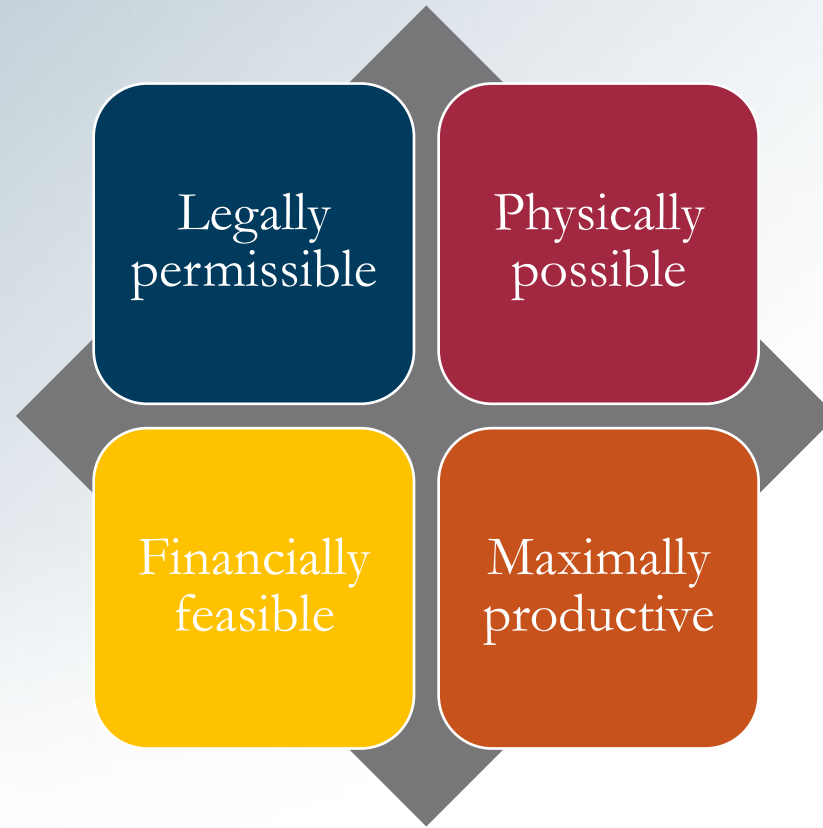 Legally
permissible
Physically
possible
Financially
feasible
Maximally
productive